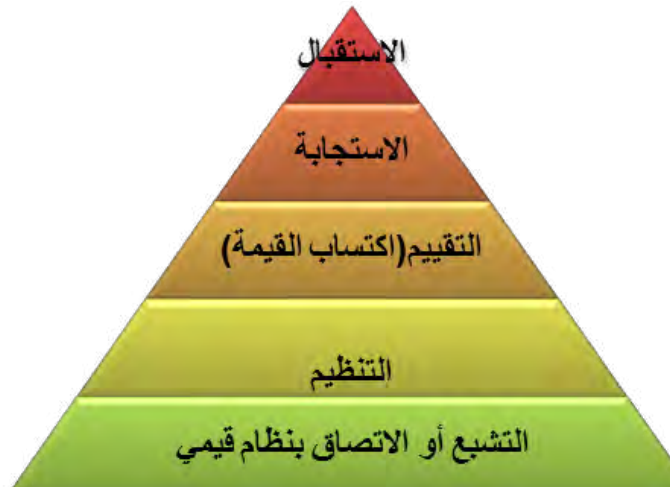 الاستقبال
الاستجابة
التقييم(اكتساب القيمة)
التنظيم
التشبع أو الاتصاق بنظام قيمي